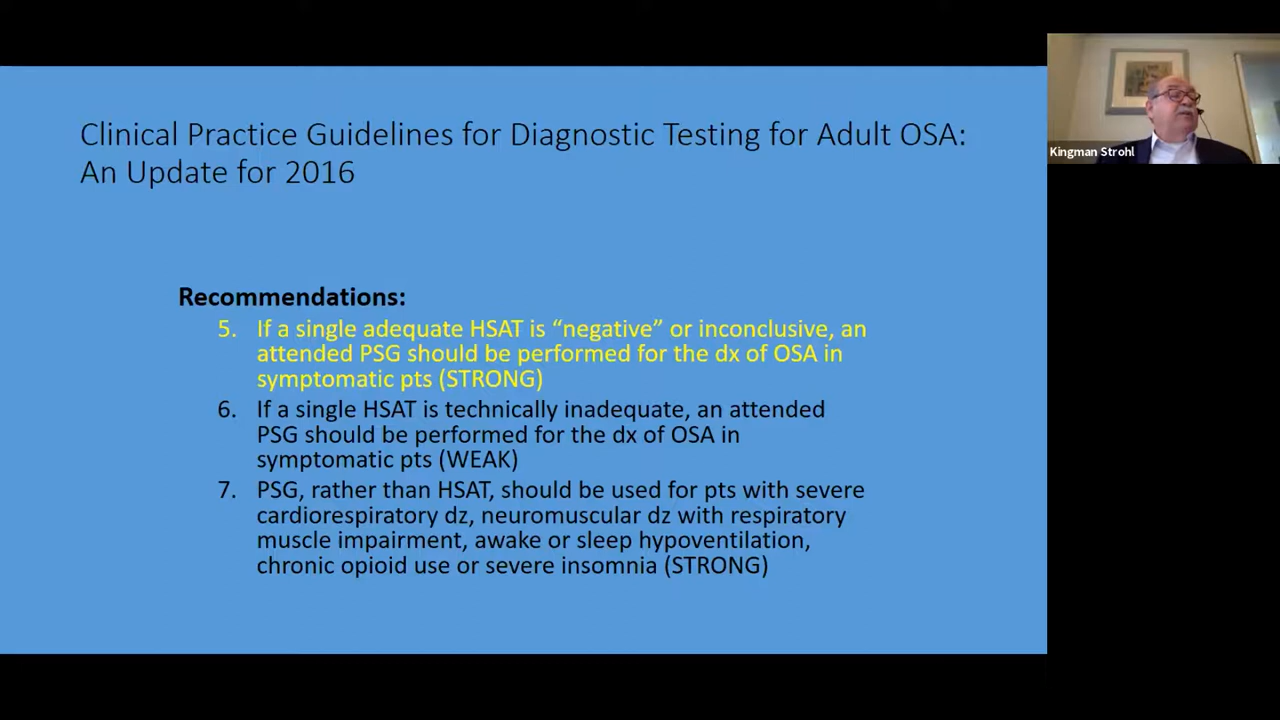 Clinical Practice Guidelines for Diagnostic Testing for Adult OSA:
An Update for 2016
Kingman Strohl
Recommendations:
5. If a single adequate HSAT is “negative” or inconclusive, an
attended PSG should be performed for the dx of OSA in
symptomatic pts (STRONG)
6. If a single HSAT is technically inadequate, an attended
PSG should be performed for the dx of OSA in
symptomatic pts (WEAK)
7. PSG, rather than HSAT, should be used for pts with severe
cardiorespiratory dz, neuromuscular dz with respiratory
muscle impairment, awake or sleep hypoventilation,
chronic opioid use or severe insomnia (STRONG)